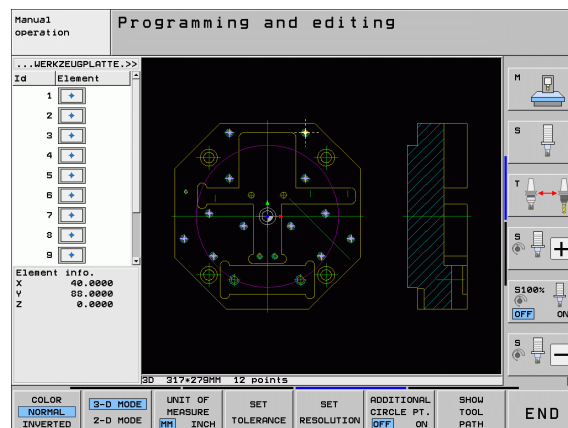 Manual
operation
Programming and editing
...WERKZEUGPLATTE.>>
Id Element
1
2
3
4
5
6
7
8
9
Element info.
X 40.0000
Y 88.0000
Z 0.0000
3D 317*279MM 12 points
M
S
T
S
S100%
OFF ON
S
COLOR
NORMAL
INVERTED
3-D MODE
2-D MODE
UNIT OF
MEASURE
MM INCH
SET
TOLERANCE
SET
RESOLUTION
ADDITIONAL
CIRCLE PT.
OFF ON
SHOW
TOOL
PATH
END